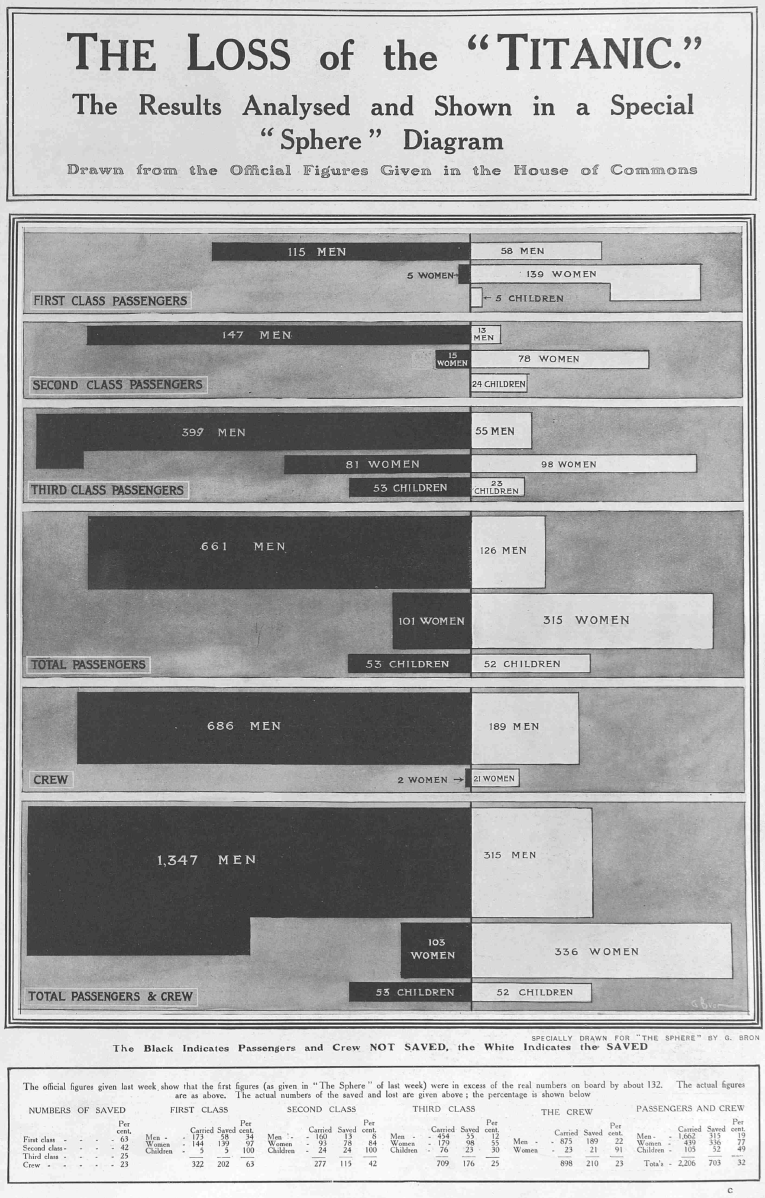 THE LOSS of the "TITANIC."
The Results Analysed and Shown in a Special
"Sphere" Diagram
Drawn from the Official Figures Given in the House of Commons
115 MEN 58 MEN
5 WOMEN→ 139 WOMEN
FIRST CLASS PASSENGERS ←5 CHILDREN
147 MEN 13 MEN
15 WOMEN 78 WOMEN
SECOND CLASS PASSENGERS 24 CHILDREN
399 MEN 55 MEN
81 WOMEN 98 WOMEN
THIRD CLASS PASSENGERS 53 CHILDREN 23 CHILDREN
661 MEN 126 MEN
101 WOMEN 315 WOMEN
TOTAL PASSENGERS 53 CHILDREN 52 CHILDREN
686 MEN 189 MEN
CREW 2 WOMEN → 21 WOMEN
1,347 MEN 315 MEN
103 WOMEN 336 WOMEN
TOTAL PASSENGERS & CREW 53 CHILDREN 52 CHILDREN
G. Bron
SPECIALLY DRAWN FOR "THE SPHERE" BY G. BRON
The Black Indicates Passengers and Crew NOT SAVED, the White Indicates the SAVED
The official figures given last week show that the first figures (as given in "The Sphere" of last week) were in excess of the real numbers on board by about 132. The actual figures
are as above. The actual numbers of the saved and lost are given above; the percentage is shown below
NUMBERS OF SAVED
Per cent.
First class - - - - 63
Second class - - - - 42
Third class - - - - 25
Crew - - - - - 23
FIRST CLASS
Carried Saved Per cent.
Men - - 173 58 34
Women - 144 139 97
Children - 5 5 100
322 202 63
SECOND CLASS
Carried Saved Per cent.
Men - - 160 13 8
Women - 93 78 84
Children - 24 24 100
277 115 42
THIRD CLASS
Carried Saved Per cent.
Men - - 454 55 12
Women - 179 98 55
Children - 76 23 30
709 176 25
THE CREW
Carried Saved Per cent.
Men - - 875 189 22
Women - 23 21 91
898 210 23
PASSENGERS AND CREW
Carried Saved Per cent.
Men - - 1,662 315 19
Women - 439 336 77
Children - 105 52 49
Totals - 2,206 703 32
c